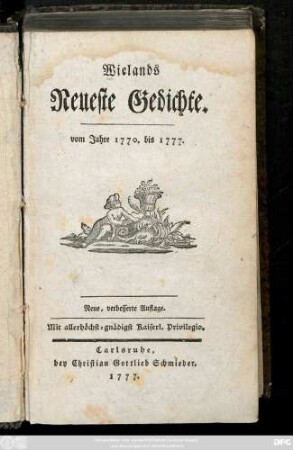 Wielands
Neueſte Gedichte.
vom Jahre 1770, bis 1777.
Neue, verbeſſerte Auflage.
Mit allerhöchſt-gnädigſt Kaiſerl. Privilegio.
Carlsruhe,
bey Chriſtian Gottlieb Schmieder.
1777.